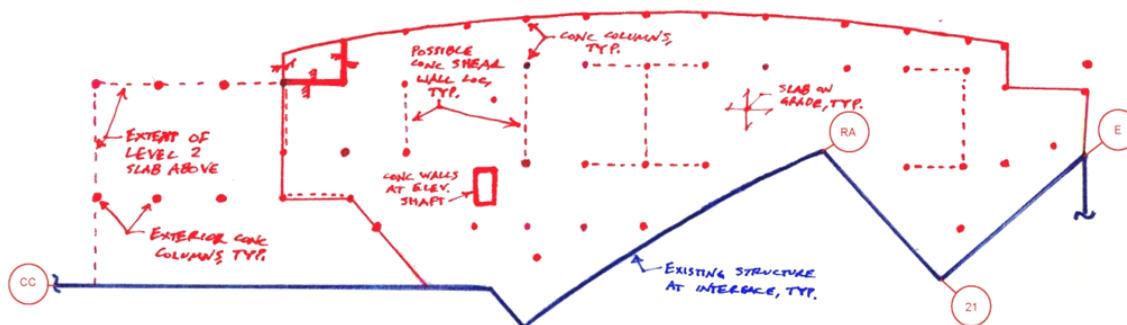 CONC COLUMNS,
TYP.
POSSIBLE
CONC SHEAR
WALL LOC,
TYP.
SLAB ON
GRADE, TYP.
RA
E
EXTENT OF
LEVEL 2
SLAB ABOVE
CONC WALLS
AT ELEV.
SHAFT
EXTERIOR CONC
COLUMNS, TYP.
EXISTING STRUCTURE
AT INTERFACE, TYP.
CC
21